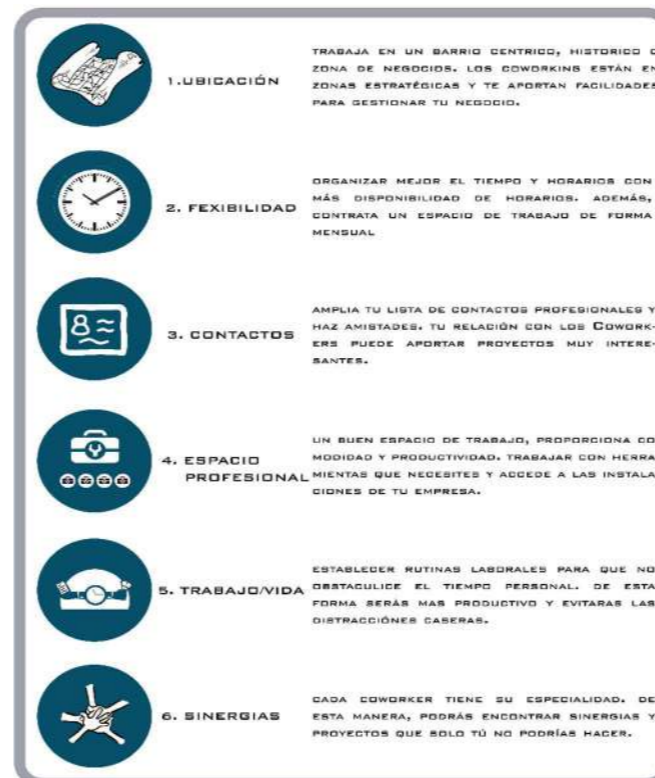 1.UBICACIÓN
TRABAJA EN UN BARRIO CENTRICO, HISTORICO O
ZONA DE NEGOCIOS. LOS COWORKING ESTÁN EN
ZONAS ESTRATÉGICAS Y TE APORTAN FACILIDADES
PARA GESTIONAR TU NEGOCIO.
2. FEXIBILIDAD
ORGANIZAR MEJOR EL TIEMPO Y HORARIOS CON
MÁS DISPONIBILIDAD DE HORARIOS. ADEMÁS,
CONTRATA UN ESPACIO DE TRABAJO DE FORMA
MENSUAL
3. CONTACTOS
AMPLIA TU LISTA DE CONTACTOS PROFESIONALES Y
HAZ AMISTADES. TU RELACIÓN CON LOS COWORK-
ERS PUEDE APORTAR PROYECTOS MUY INTERE-
SANTES.
4. ESPACIO
PROFESIONAL
UN BUEN ESPACIO DE TRABAJO, PROPORCIONA CO
MODIDAD Y PRODUCTIVIDAD. TRABAJAR CON HERRA
MIENTAS QUE NECESITES Y ACCEDE A LAS INSTALA
CIONES DE TU EMPRESA.
5. TRABAJO/VIDA
ESTABLECER RUTINAS LABORALES PARA QUE NO
OBSTACULICE EL TIEMPO PERSONAL. DE ESTA
FORMA SERÁS MAS PRODUCTIVO Y EVITARAS LAS
DISTRACCIÓNES CASERAS.
6. SINERGIAS
CADA COWORKER TIENE SU ESPECIALIDAD. DE
ESTA MANERA, PODRÁS ENCONTRAR SINERGIAS Y
PROYECTOS QUE SOLO TÚ NO PODRÍAS HACER.